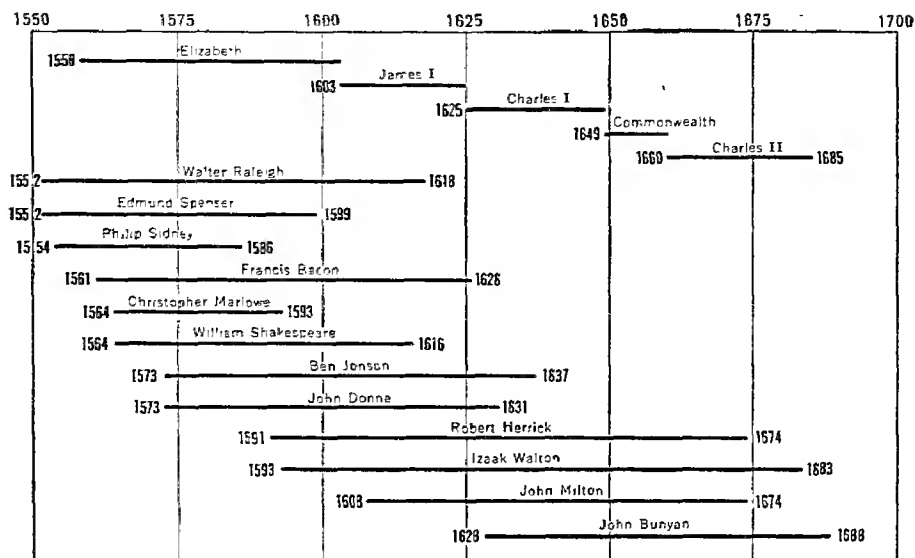 1550 1575 1600 1625 1650 1675 1700
Elizabeth
1558
James I
1603
Charles I
1625
Commonwealth
1649
Charles II
1660 1685
Walter Raleigh
1552 1618
Edmund Spenser
1552 1599
Philip Sidney
1554 1586
Francis Bacon
1561 1626
Christopher Marlowe
1564 1593
William Shakespeare
1564 1616
Ben Jonson
1573 1637
John Donne
1573 1631
Robert Herrick
1591 1674
Izaak Walton
1593 1683
John Milton
1608 1674
John Bunyan
1628 1688